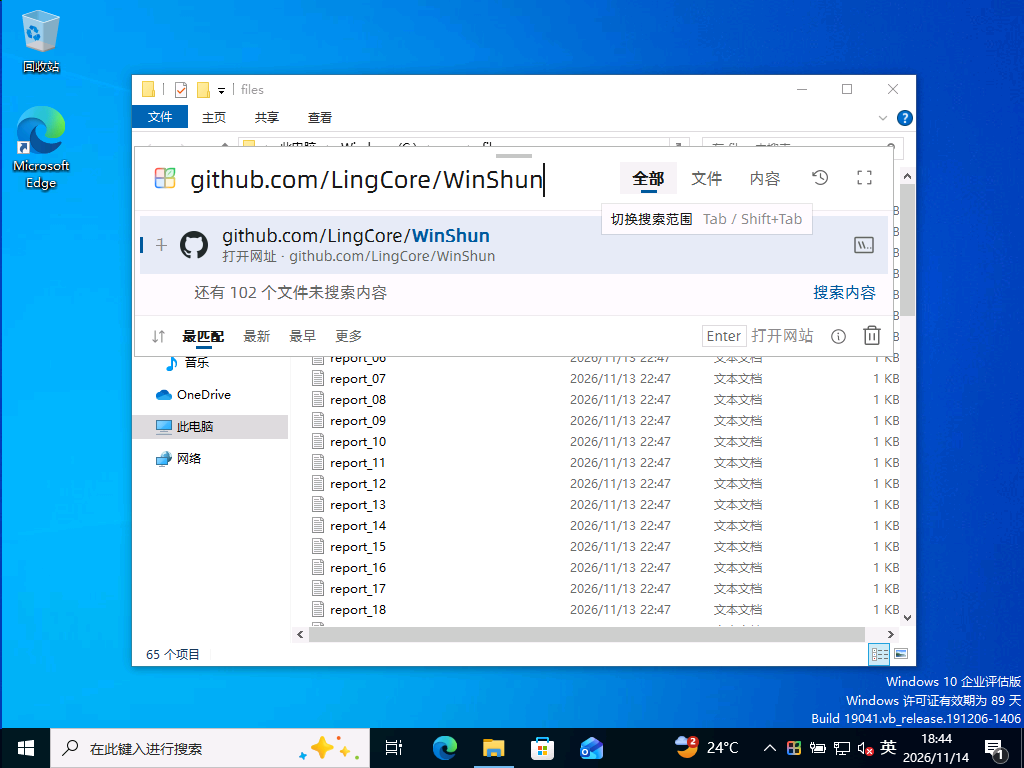 回收站
Microsoft
Edge
files
文件 主页 共享 查看
github.com/LingCore/WinShun 全部 文件 内容
切换搜索范围 Tab / Shift+Tab
github.com/LingCore/WinShun
打开网址 · github.com/LingCore/WinShun
还有 102 个文件未搜索内容 搜索内容
最匹配 最新 最早 更多 Enter 打开网站
音乐
OneDrive
此电脑
网络
report_06 2026/11/13 22:47 文本文档 1 KB
report_07 2026/11/13 22:47 文本文档 1 KB
report_08 2026/11/13 22:47 文本文档 1 KB
report_09 2026/11/13 22:47 文本文档 1 KB
report_10 2026/11/13 22:47 文本文档 1 KB
report_11 2026/11/13 22:47 文本文档 1 KB
report_12 2026/11/13 22:47 文本文档 1 KB
report_13 2026/11/13 22:47 文本文档 1 KB
report_14 2026/11/13 22:47 文本文档 1 KB
report_15 2026/11/13 22:47 文本文档 1 KB
report_16 2026/11/13 22:47 文本文档 1 KB
report_17 2026/11/13 22:47 文本文档 1 KB
report_18 2026/11/13 22:47 文本文档 1 KB
65 个项目
Windows 10 企业评估版
Windows 许可证有效期为 89 天
Build 19041.vb_release.191206-1406
在此键入进行搜索
2
24°C
英
18:44
2026/11/14
1